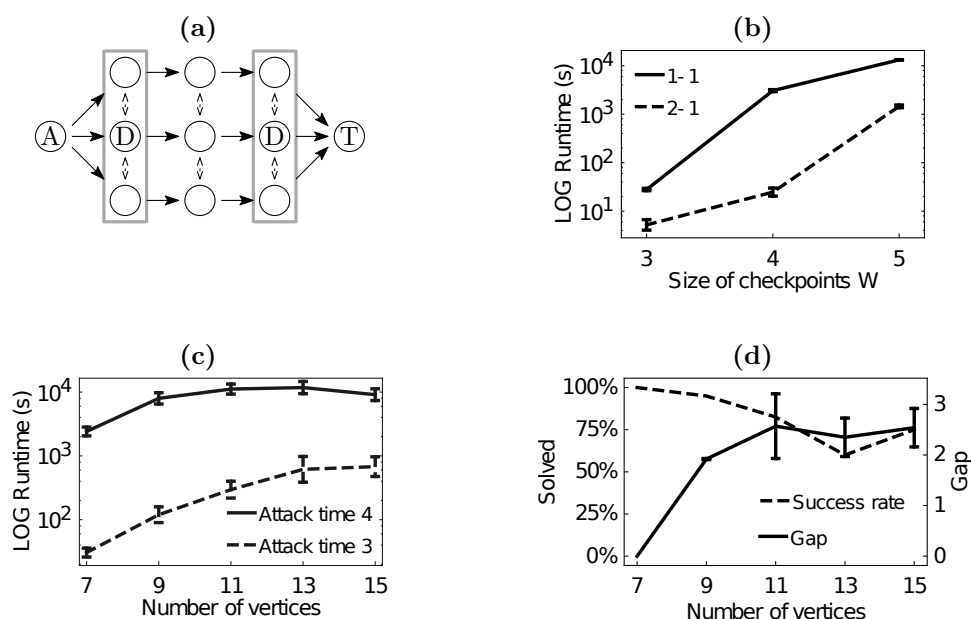 (a)
A D D T
(b)
LOG Runtime (s)
10^4
10^3
10^2
10^1
1-1
2-1
3 4 5
Size of checkpoints W
(c)
LOG Runtime (s)
10^4
10^3
10^2
Attack time 4
Attack time 3
7 9 11 13 15
Number of vertices
(d)
Solved
100%
75%
50%
25%
0%
Success rate
Gap
3
2
1
0
Gap
7 9 11 13 15
Number of vertices